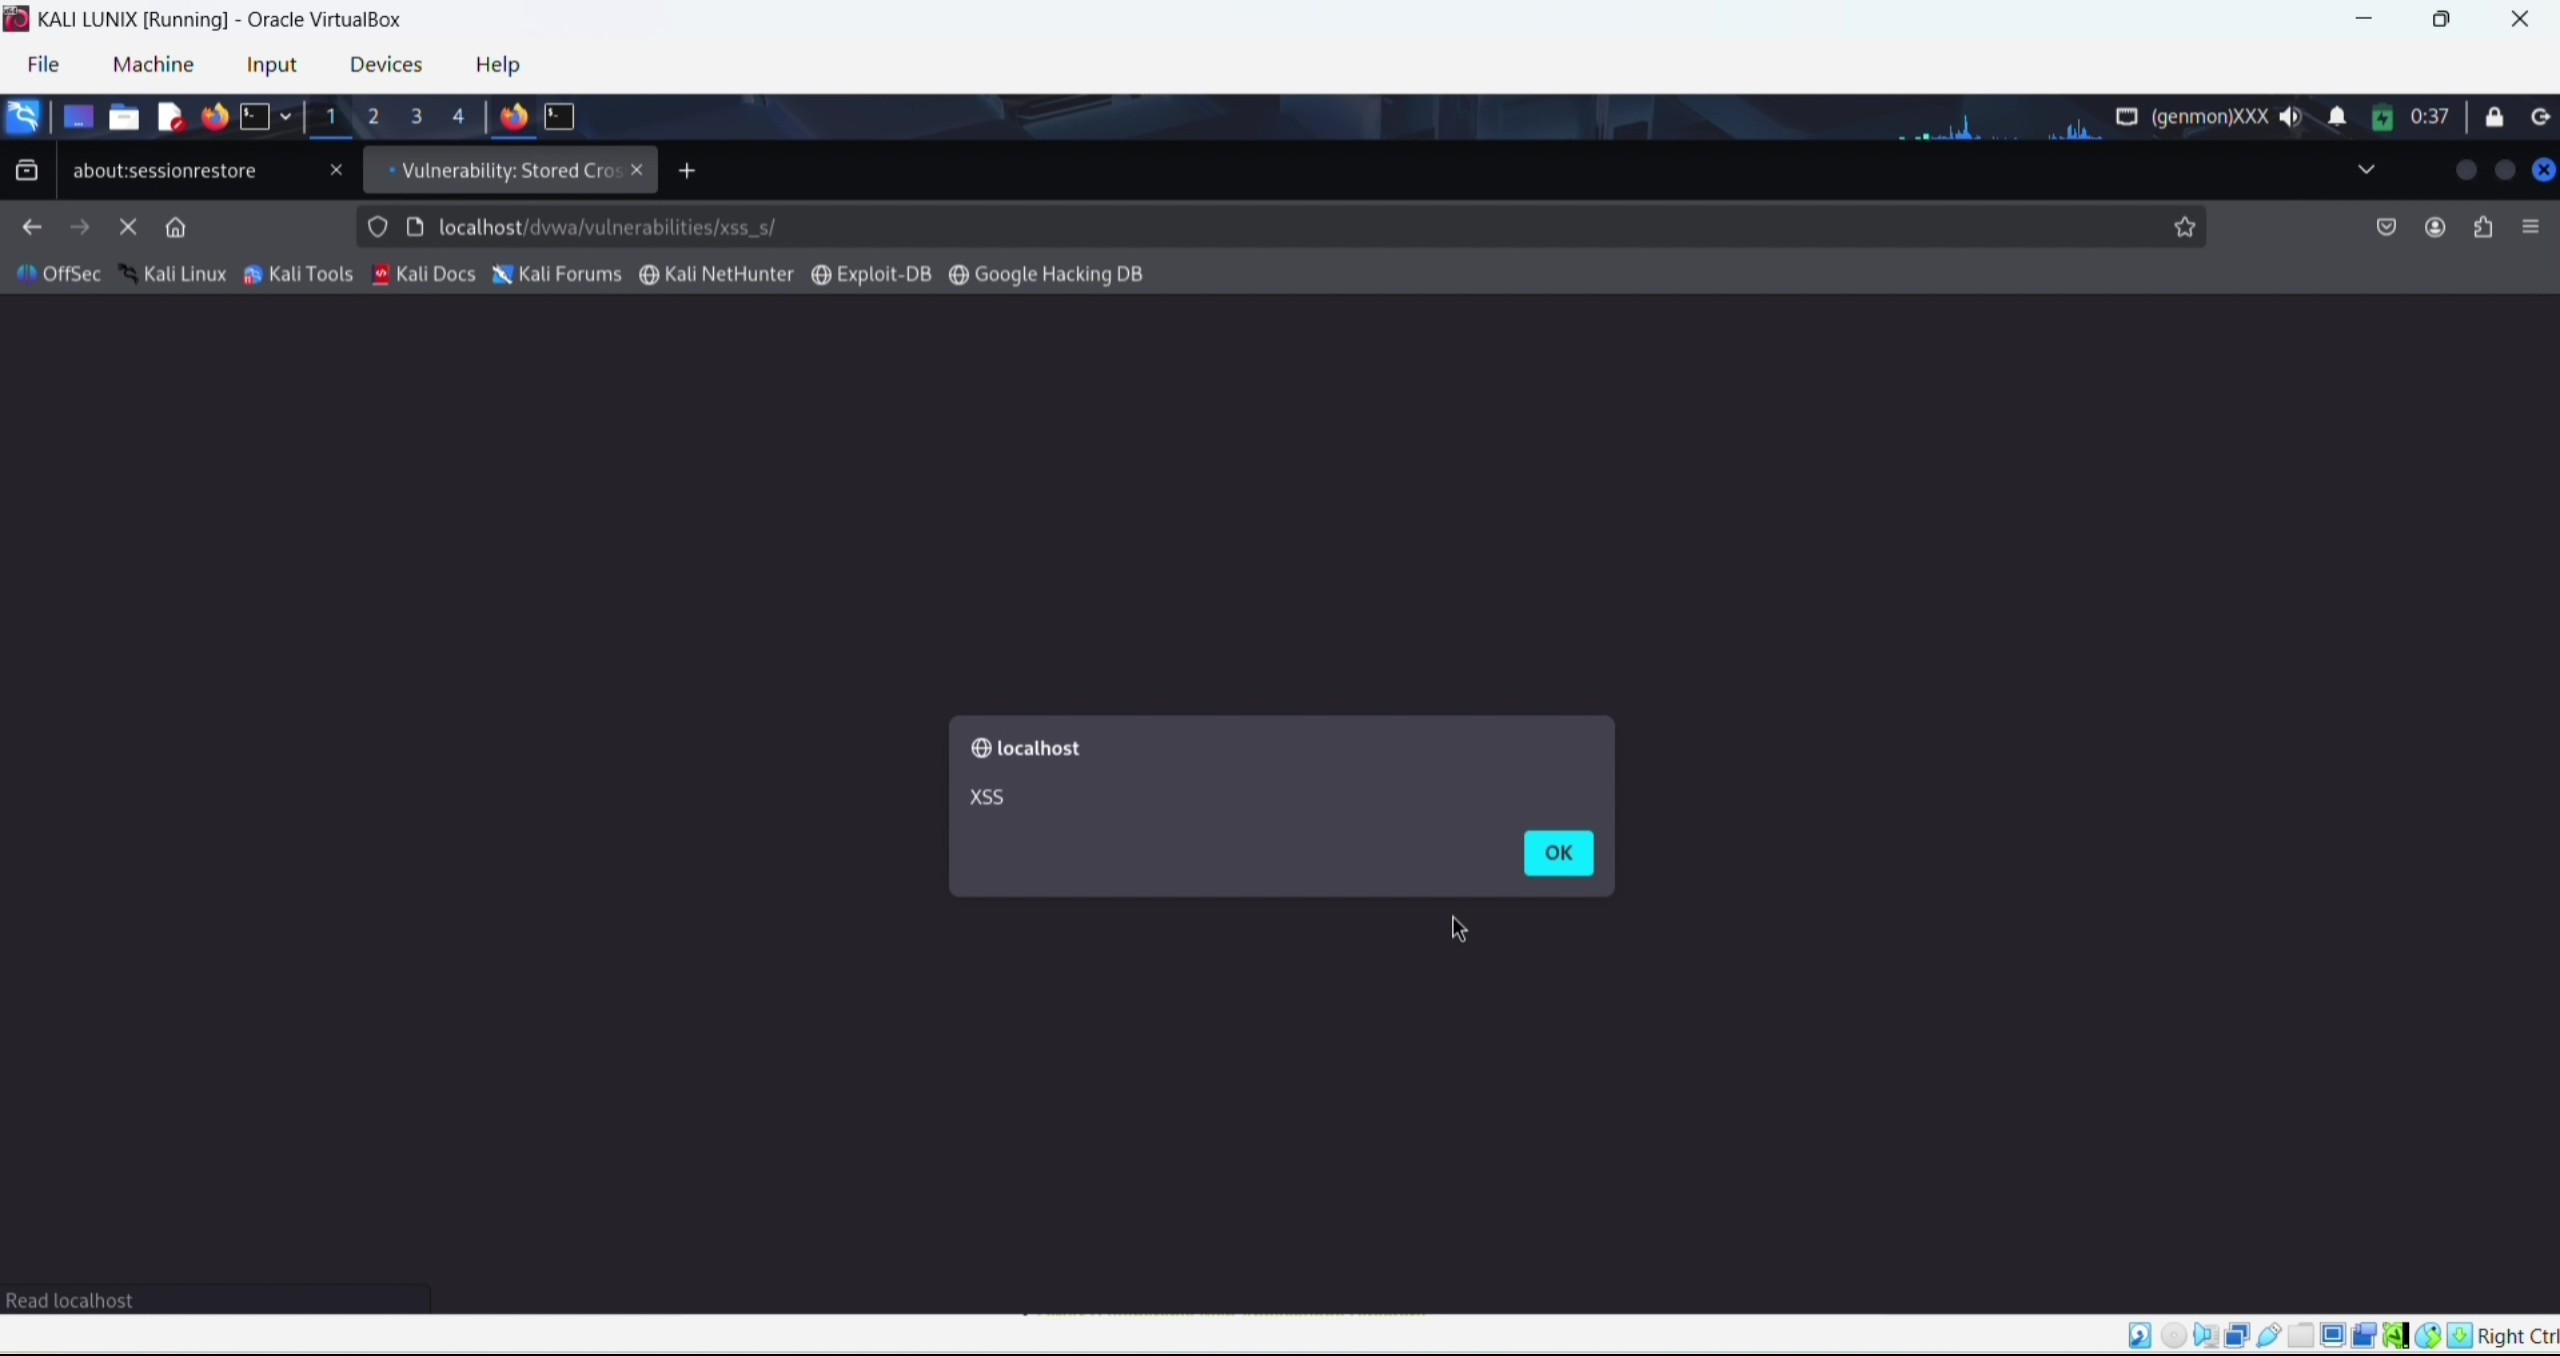 KALI LUNIX [Running] - Oracle VirtualBox
File Machine Input Devices Help
1 2 3 4 (genmon)XXX 0:37
about:sessionrestore Vulnerability: Stored Cros
localhost/dvwa/vulnerabilities/xss_s/
OffSec Kali Linux Kali Tools Kali Docs Kali Forums Kali NetHunter Exploit-DB Google Hacking DB
localhost
XSS
OK
Read localhost
Right Ctrl